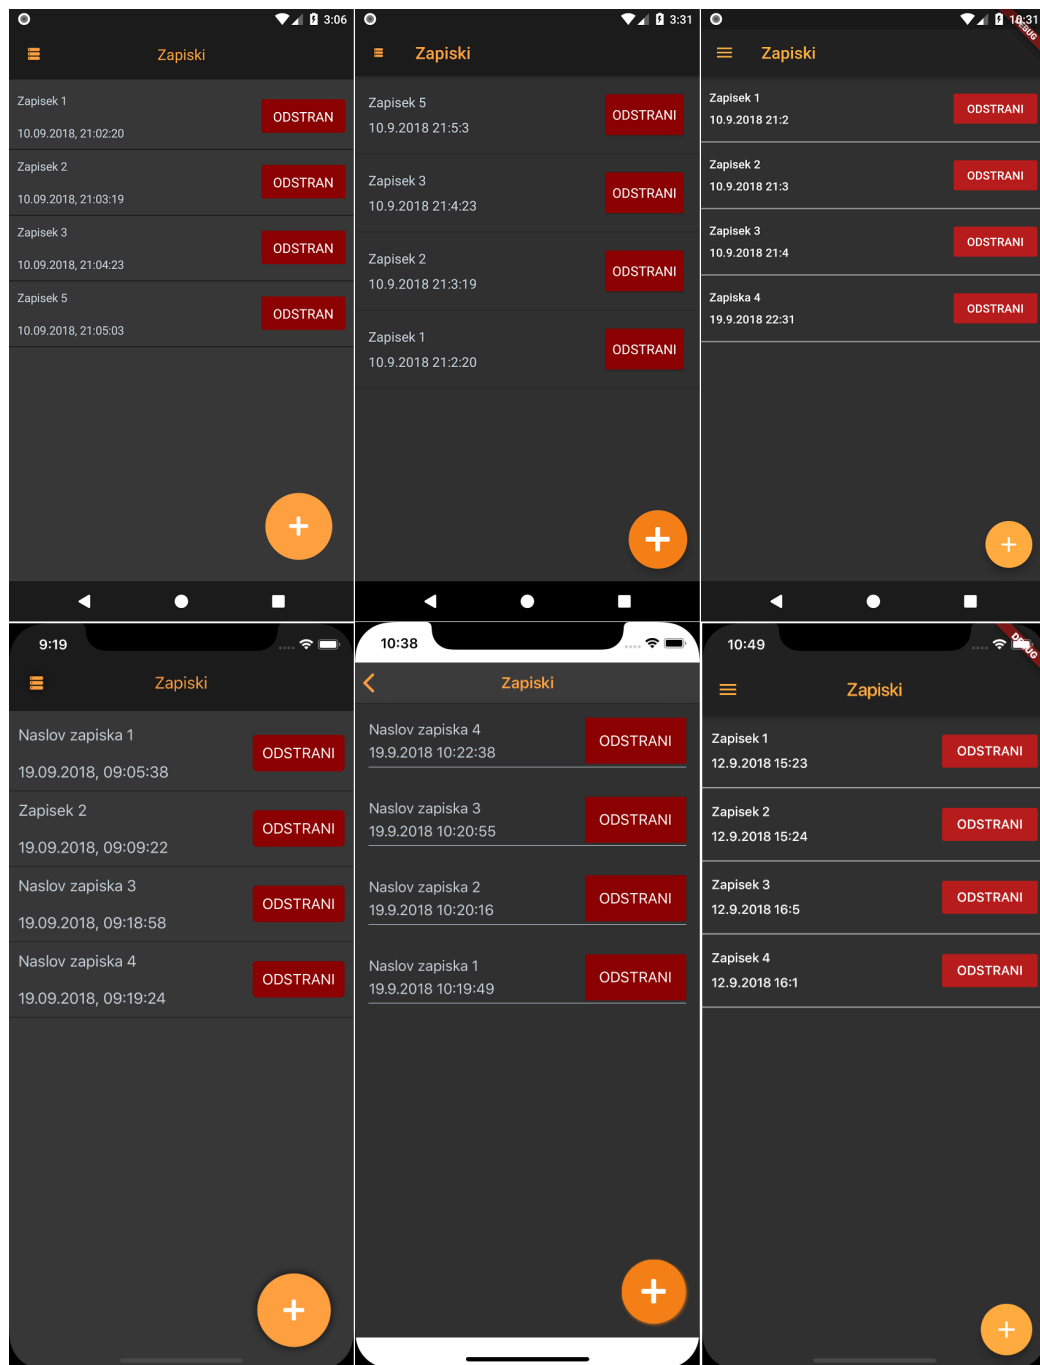 3:06
Zapiski
Zapisek 1
ODSTRAN
10.09.2018, 21:02:20
Zapisek 2
ODSTRAN
10.09.2018, 21:03:19
Zapisek 3
ODSTRAN
10.09.2018, 21:04:23
Zapisek 5
ODSTRAN
10.09.2018, 21:05:03
3:31
Zapiski
Zapisek 5
ODSTRANI
10.9.2018 21:5:3
Zapisek 3
ODSTRANI
10.9.2018 21:4:23
Zapisek 2
ODSTRANI
10.9.2018 21:3:19
Zapisek 1
ODSTRANI
10.9.2018 21:2:20
10:31
DEBUG
Zapiski
Zapisek 1
ODSTRANI
10.9.2018 21:2
Zapisek 2
ODSTRANI
10.9.2018 21:3
Zapisek 3
ODSTRANI
10.9.2018 21:4
Zapiska 4
ODSTRANI
19.9.2018 22:31
9:19
Zapiski
Naslov zapiska 1
ODSTRANI
19.09.2018, 09:05:38
Zapisek 2
ODSTRANI
19.09.2018, 09:09:22
Naslov zapiska 3
ODSTRANI
19.09.2018, 09:18:58
Naslov zapiska 4
ODSTRANI
19.09.2018, 09:19:24
10:38
Zapiski
Naslov zapiska 4
ODSTRANI
19.9.2018 10:22:38
Naslov zapiska 3
ODSTRANI
19.9.2018 10:20:55
Naslov zapiska 2
ODSTRANI
19.9.2018 10:20:16
Naslov zapiska 1
ODSTRANI
19.9.2018 10:19:49
10:49
DEBUG
Zapiski
Zapisek 1
ODSTRANI
12.9.2018 15:23
Zapisek 2
ODSTRANI
12.9.2018 15:24
Zapisek 3
ODSTRANI
12.9.2018 16:5
Zapisek 4
ODSTRANI
12.9.2018 16:1